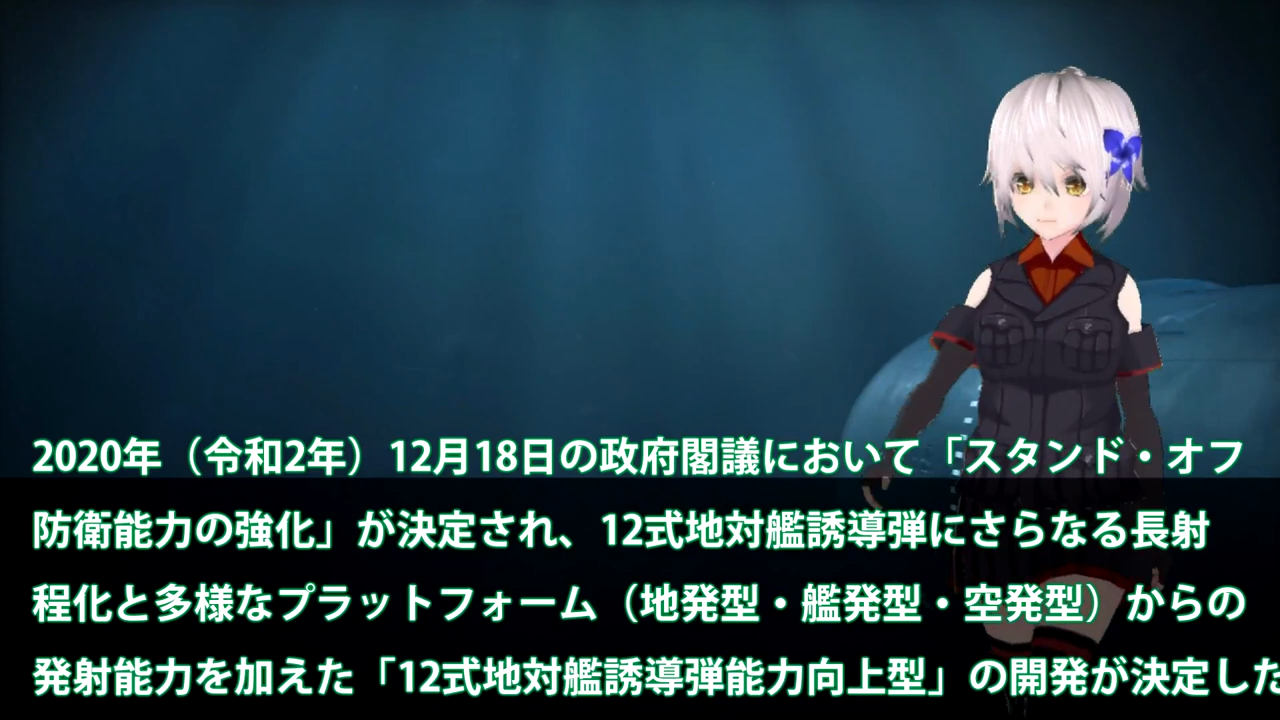 2020年（令和2年）12月18日の政府閣議において「スタンド・オフ
防衛能力の強化」が決定され、12式地対艦誘導弾にさらなる長射
程化と多様なプラットフォーム（地発型・艦発型・空発型）からの
発射能力を加えた「12式地対艦誘導弾能力向上型」の開発が決定した